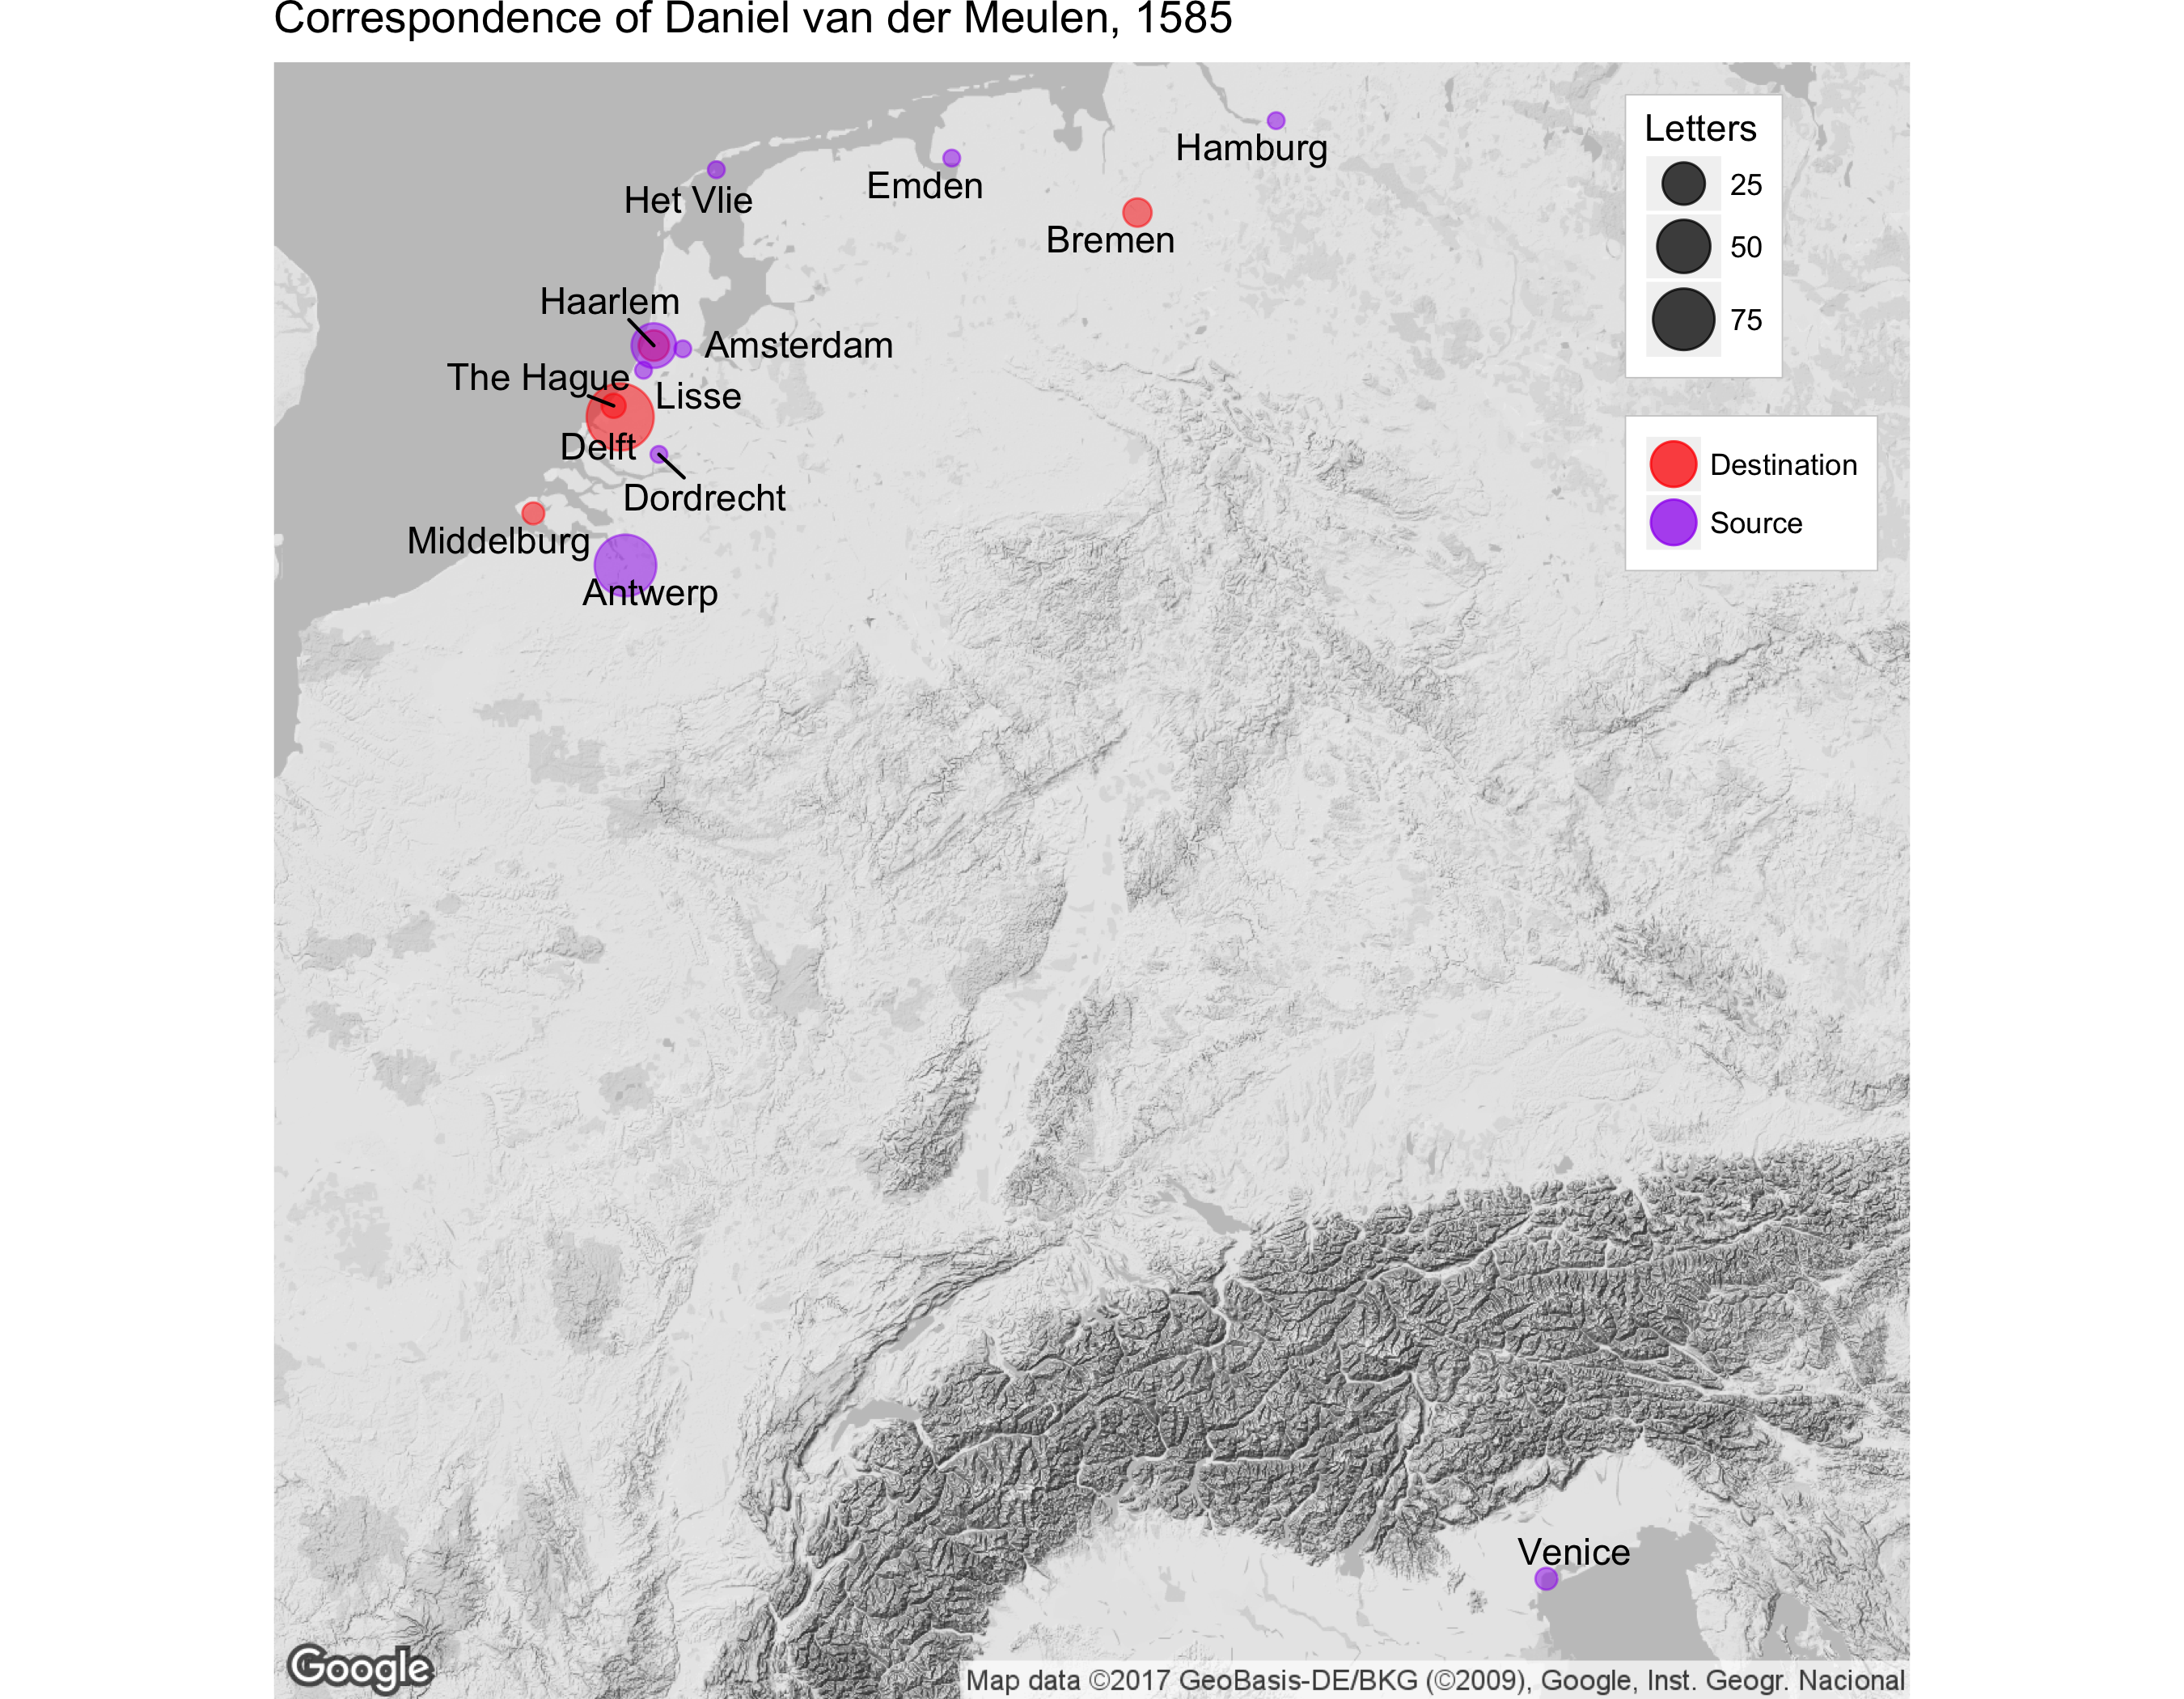 Correspondence of Daniel van der Meulen, 1585
Hamburg
Het Vlie
Emden
Bremen
Haarlem
Amsterdam
The Hague
Lisse
Delft
Dordrecht
Middelburg
Antwerp
Venice
Letters
25
50
75
Destination
Source
Google
Map data ©2017 GeoBasis-DE/BKG (©2009), Google, Inst. Geogr. Nacional